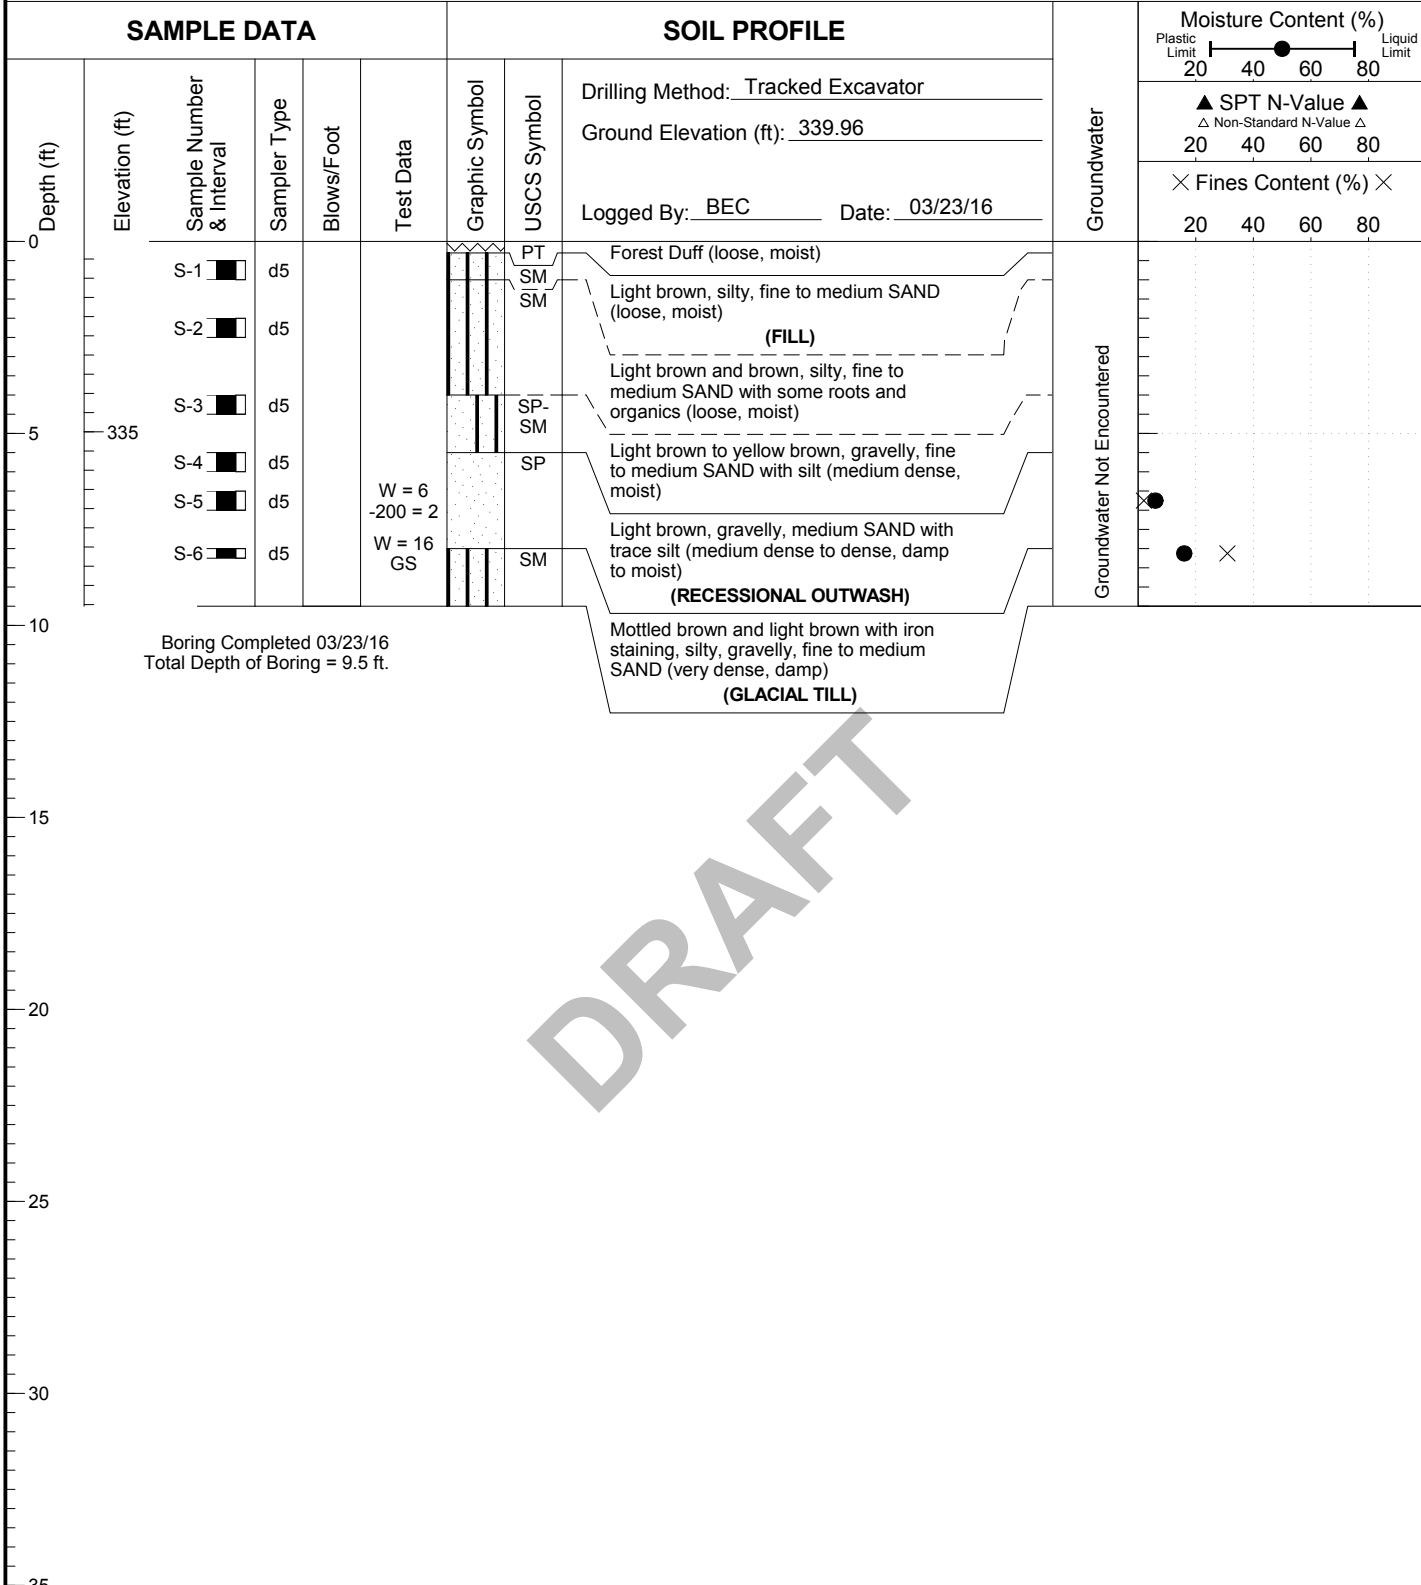 SAMPLE DATA
SOIL PROFILE
Depth (ft)
Elevation (ft)
Sample Number
& Interval
Sampler Type
Blows/Foot
Test Data
Graphic Symbol
USCS Symbol
Drilling Method: Tracked Excavator
Ground Elevation (ft): 339.96
Logged By: BEC Date: 03/23/16
Groundwater
Moisture Content (%)
Plastic
Limit
Liquid
Limit
20 40 60 80
▲ SPT N-Value ▲
△ Non-Standard N-Value △
20 40 60 80
× Fines Content (%) ×
20 40 60 80
0
5
10
15
20
25
30
35
335
S-1 d5
S-2 d5
S-3 d5
S-4 d5
S-5 d5
W = 6
-200 = 2
S-6 d5
W = 16
GS
PT
SM
SM
SP-
SM
SP
SM
Forest Duff (loose, moist)
Light brown, silty, fine to medium SAND
(loose, moist)
(FILL)
Light brown and brown, silty, fine to
medium SAND with some roots and
organics (loose, moist)
Light brown to yellow brown, gravelly, fine
to medium SAND with silt (medium dense,
moist)
Light brown, gravelly, medium SAND with
trace silt (medium dense to dense, damp
to moist)
(RECESSIONAL OUTWASH)
Mottled brown and light brown with iron
staining, silty, gravelly, fine to medium
SAND (very dense, damp)
(GLACIAL TILL)
Groundwater Not Encountered
Boring Completed 03/23/16
Total Depth of Boring = 9.5 ft.
DRAFT